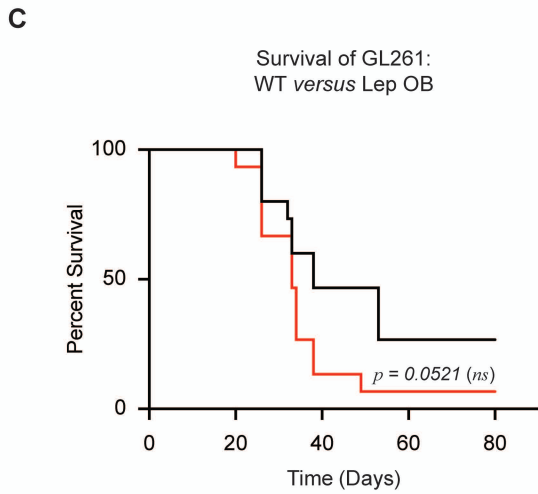 C
Survival of GL261:
WT versus Lep OB
Percent Survival
100
50
0
p = 0.0521 (ns)
0 20 40 60 80
Time (Days)